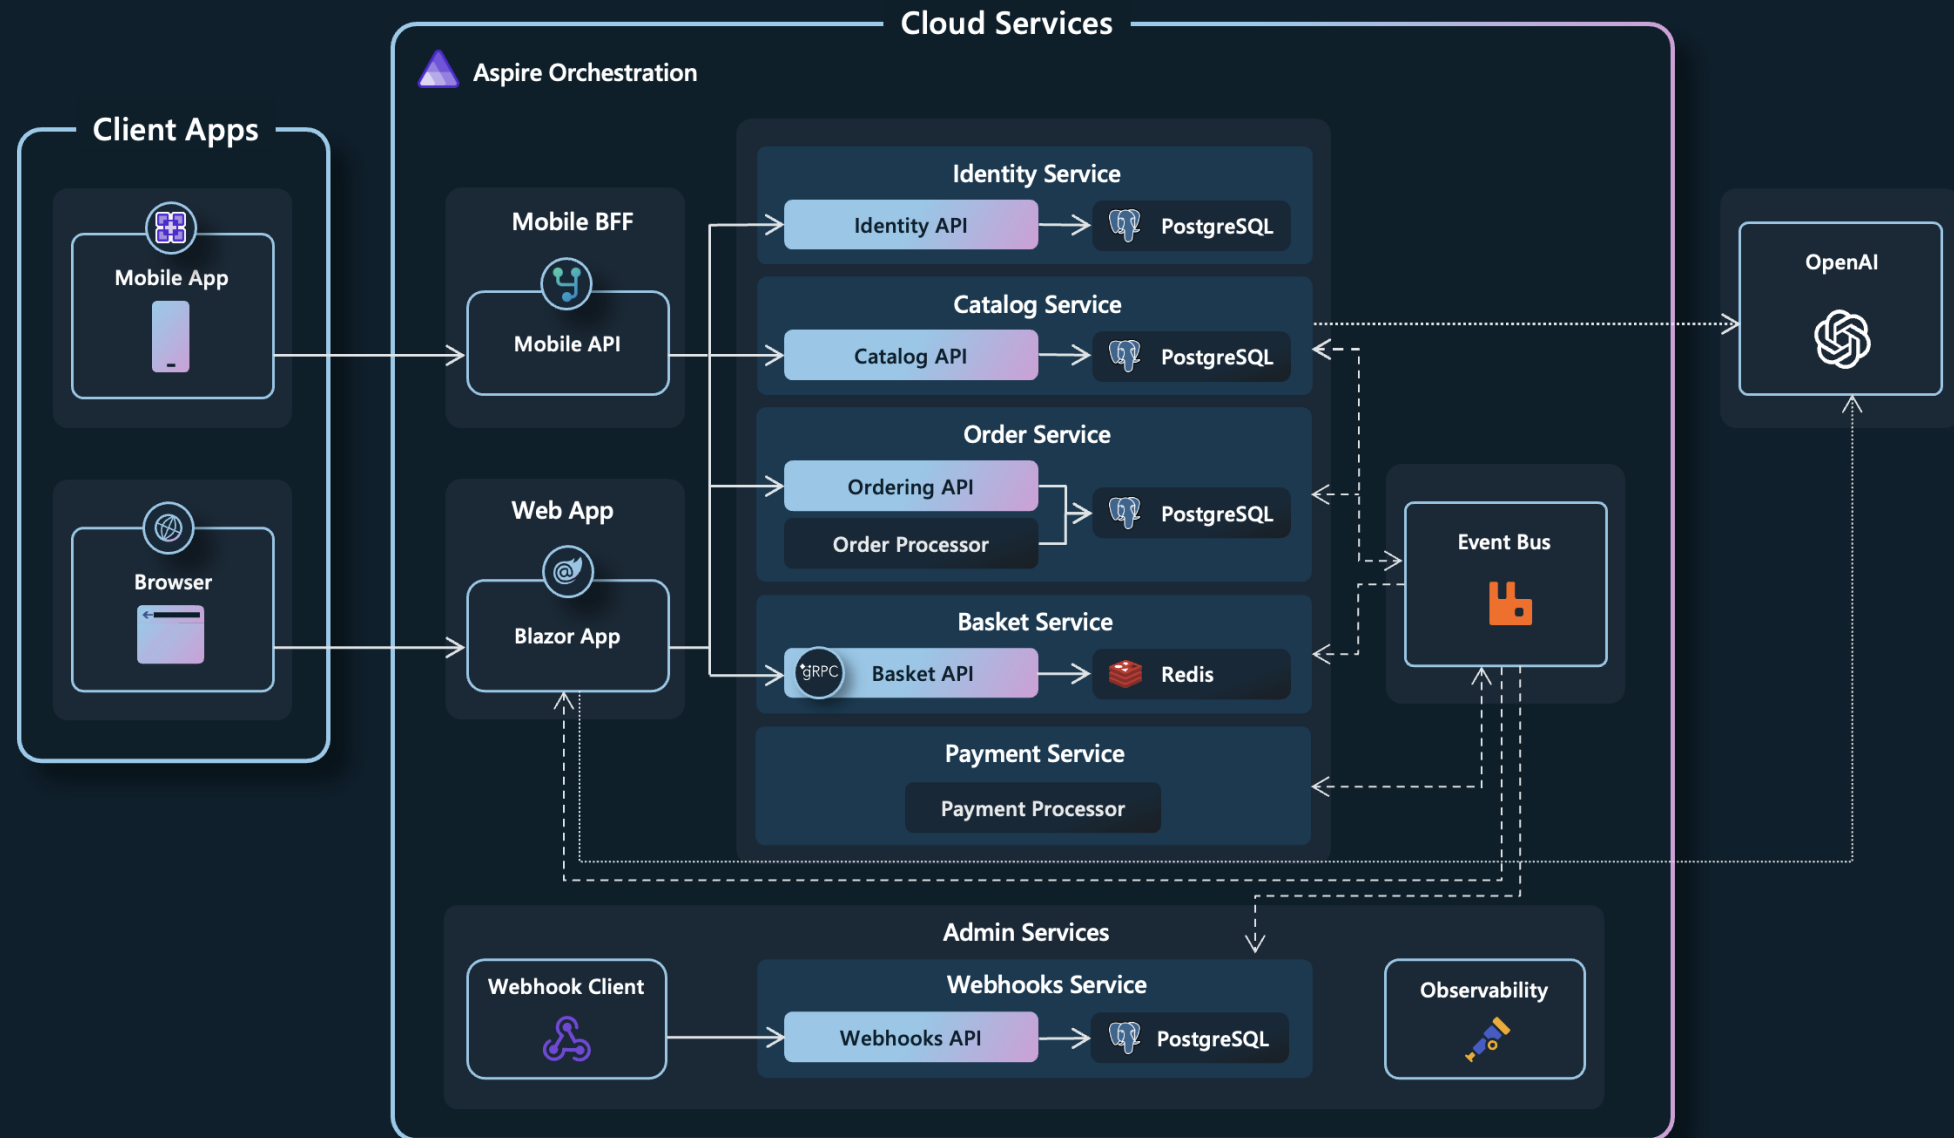 Cloud Services
Aspire Orchestration
Client Apps
Mobile App
Browser
Mobile BFF
Mobile API
Web App
Blazor App
Identity Service
Identity API
PostgreSQL
Catalog Service
Catalog API
PostgreSQL
Order Service
Ordering API
Order Processor
PostgreSQL
Basket Service
gRPC
Basket API
Redis
Payment Service
Payment Processor
OpenAI
Event Bus
Admin Services
Webhook Client
Webhooks Service
Webhooks API
PostgreSQL
Observability